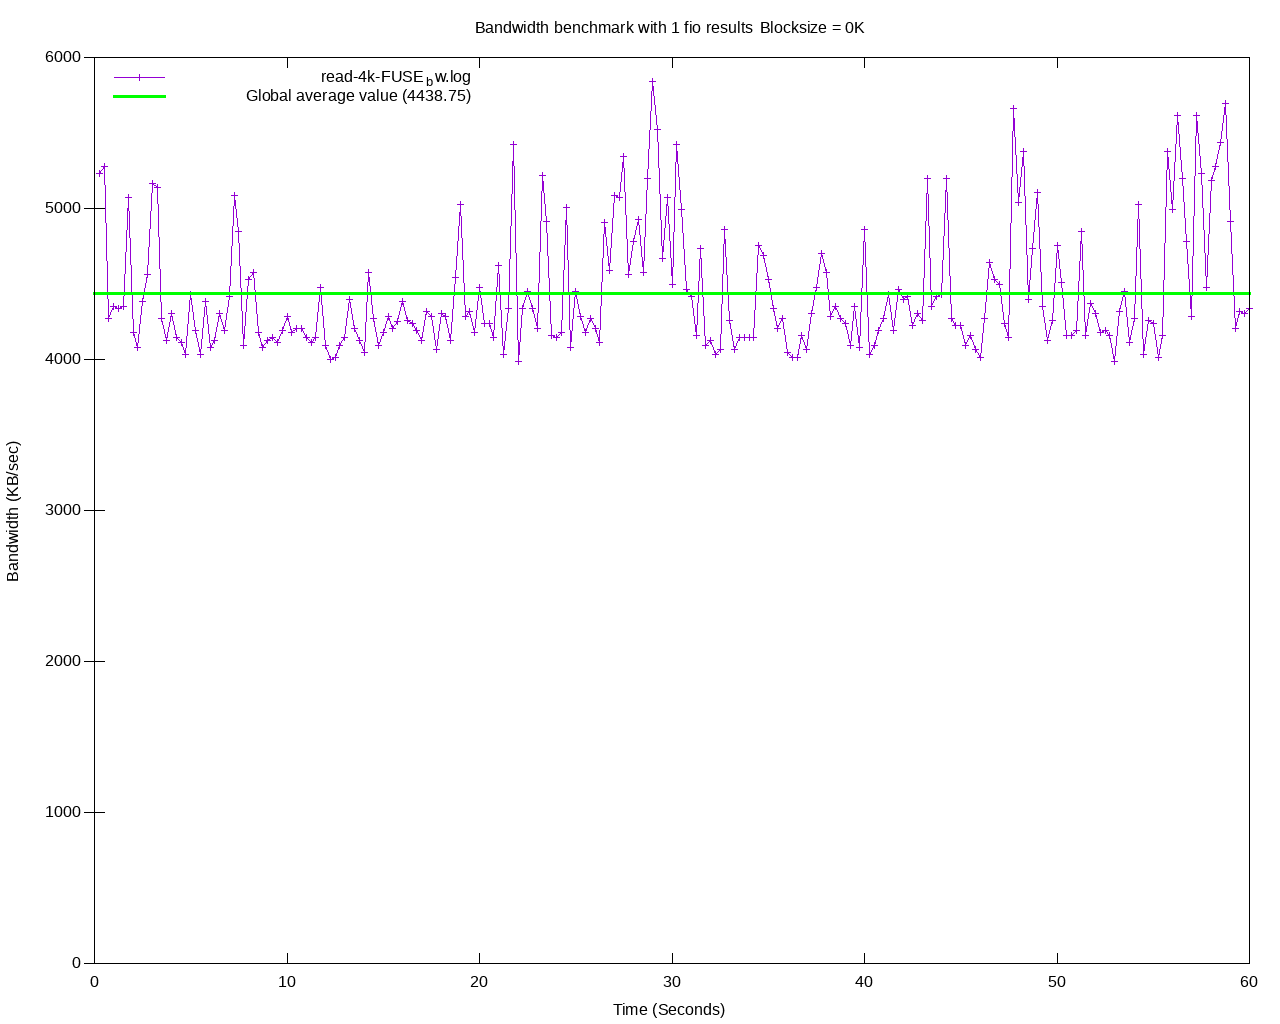 Bandwidth benchmark with 1 fio results Blocksize = 0K
6000
read-4k-FUSEbw.log
Global average value (4438.75)
5000
4000
3000
2000
1000
0
Bandwidth (KB/sec)
0 10 20 30 40 50 60
Time (Seconds)